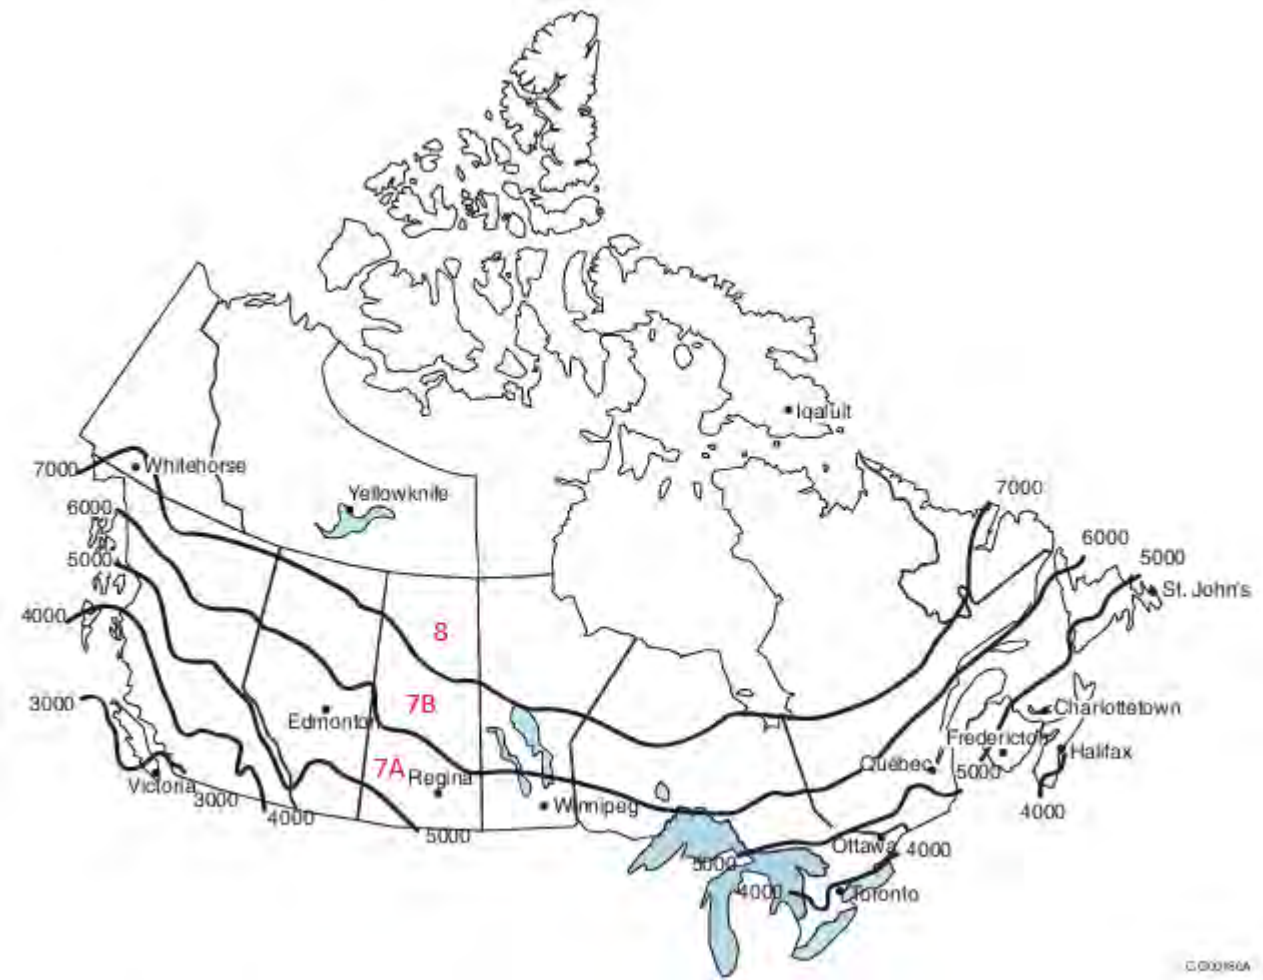 Iqaluit
Whitehorse
7000
Yellowknife
7000
6000
6000
5000
5000
St. John's
4000
8
3000
7B
Edmonton
Charlottetown
Fredericton
Halifax
7A
Regina
Québec
5000
Victoria
3000
Winnipeg
4000
4000
5000
Ottawa
4000
5000
4000
Toronto